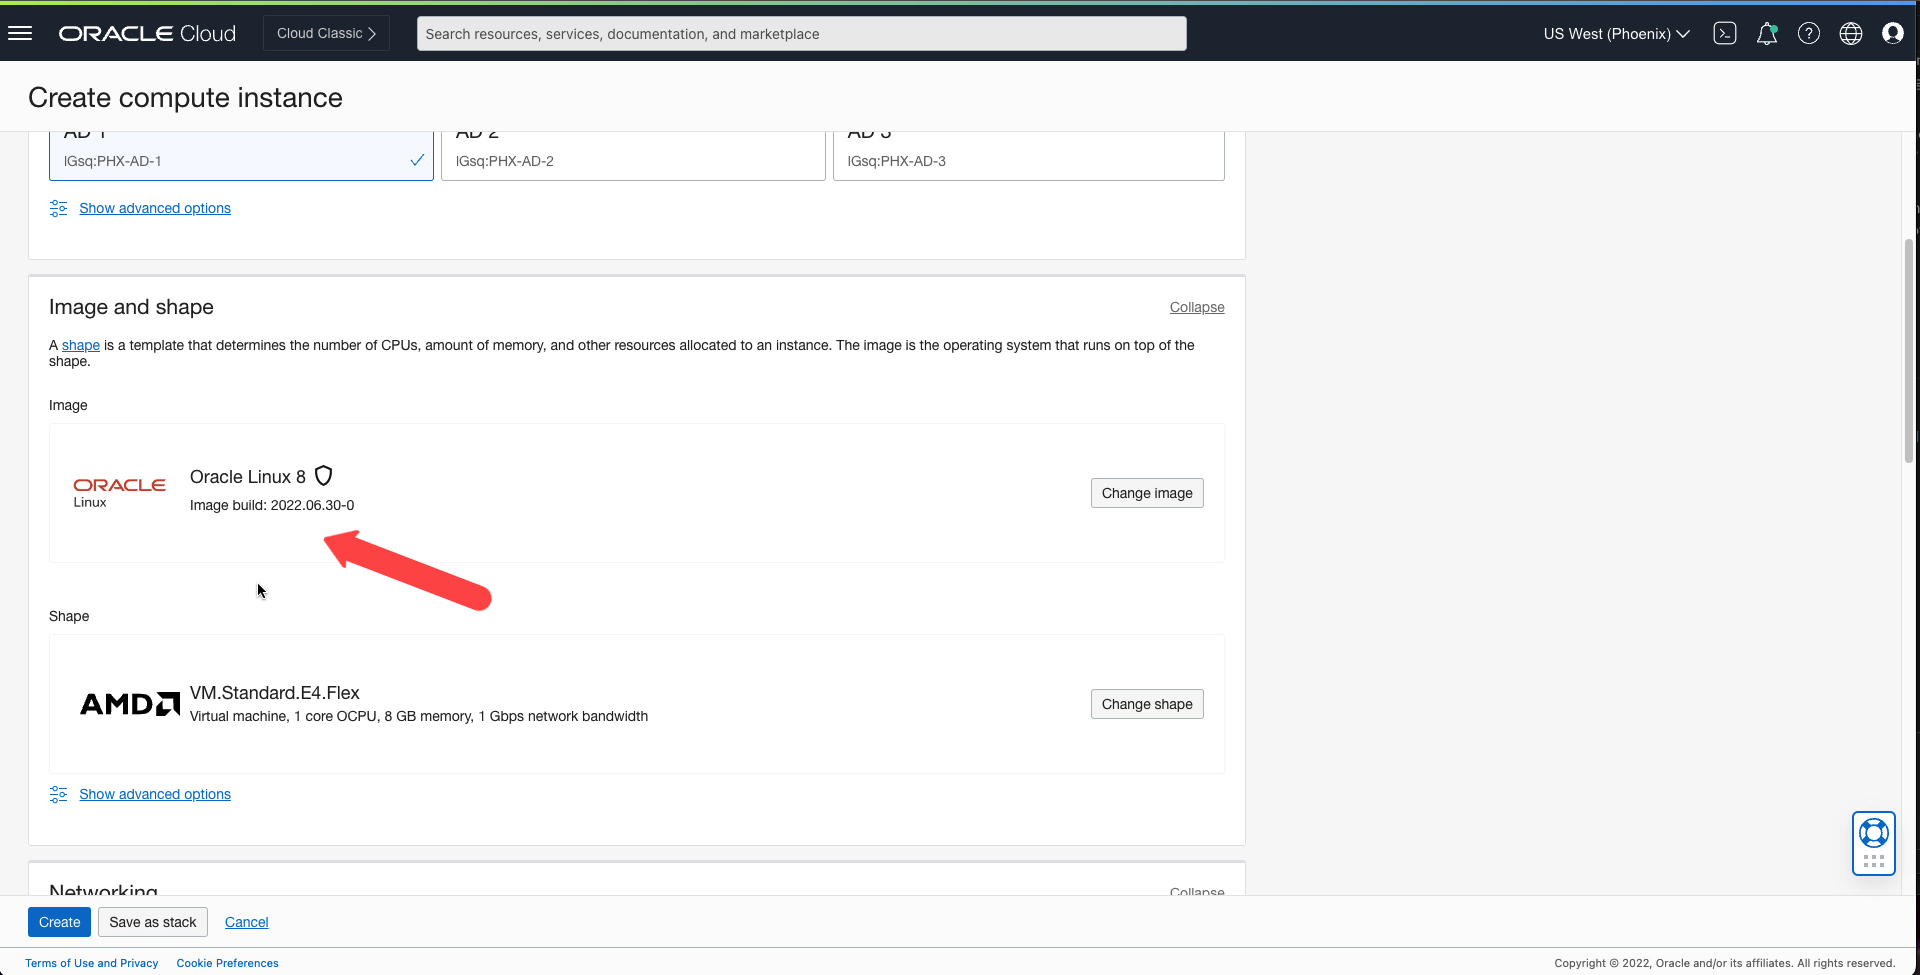 ORACLE Cloud
Cloud Classic
Search resources, services, documentation, and marketplace
US West (Phoenix)
Create compute instance
AD 1
AD 2
AD 3
lGsq:PHX-AD-1
lGsq:PHX-AD-2
lGsq:PHX-AD-3
Show advanced options
Image and shape
Collapse
A shape is a template that determines the number of CPUs, amount of memory, and other resources allocated to an instance. The image is the operating system that runs on top of the
shape.
Image
ORACLE
Linux
Oracle Linux 8
Image build: 2022.06.30-0
Change image
Shape
AMD
VM.Standard.E4.Flex
Virtual machine, 1 core OCPU, 8 GB memory, 1 Gbps network bandwidth
Change shape
Show advanced options
Networking
Collapse
Create
Save as stack
Cancel
Terms of Use and Privacy
Cookie Preferences
Copyright © 2022, Oracle and/or its affiliates. All rights reserved.